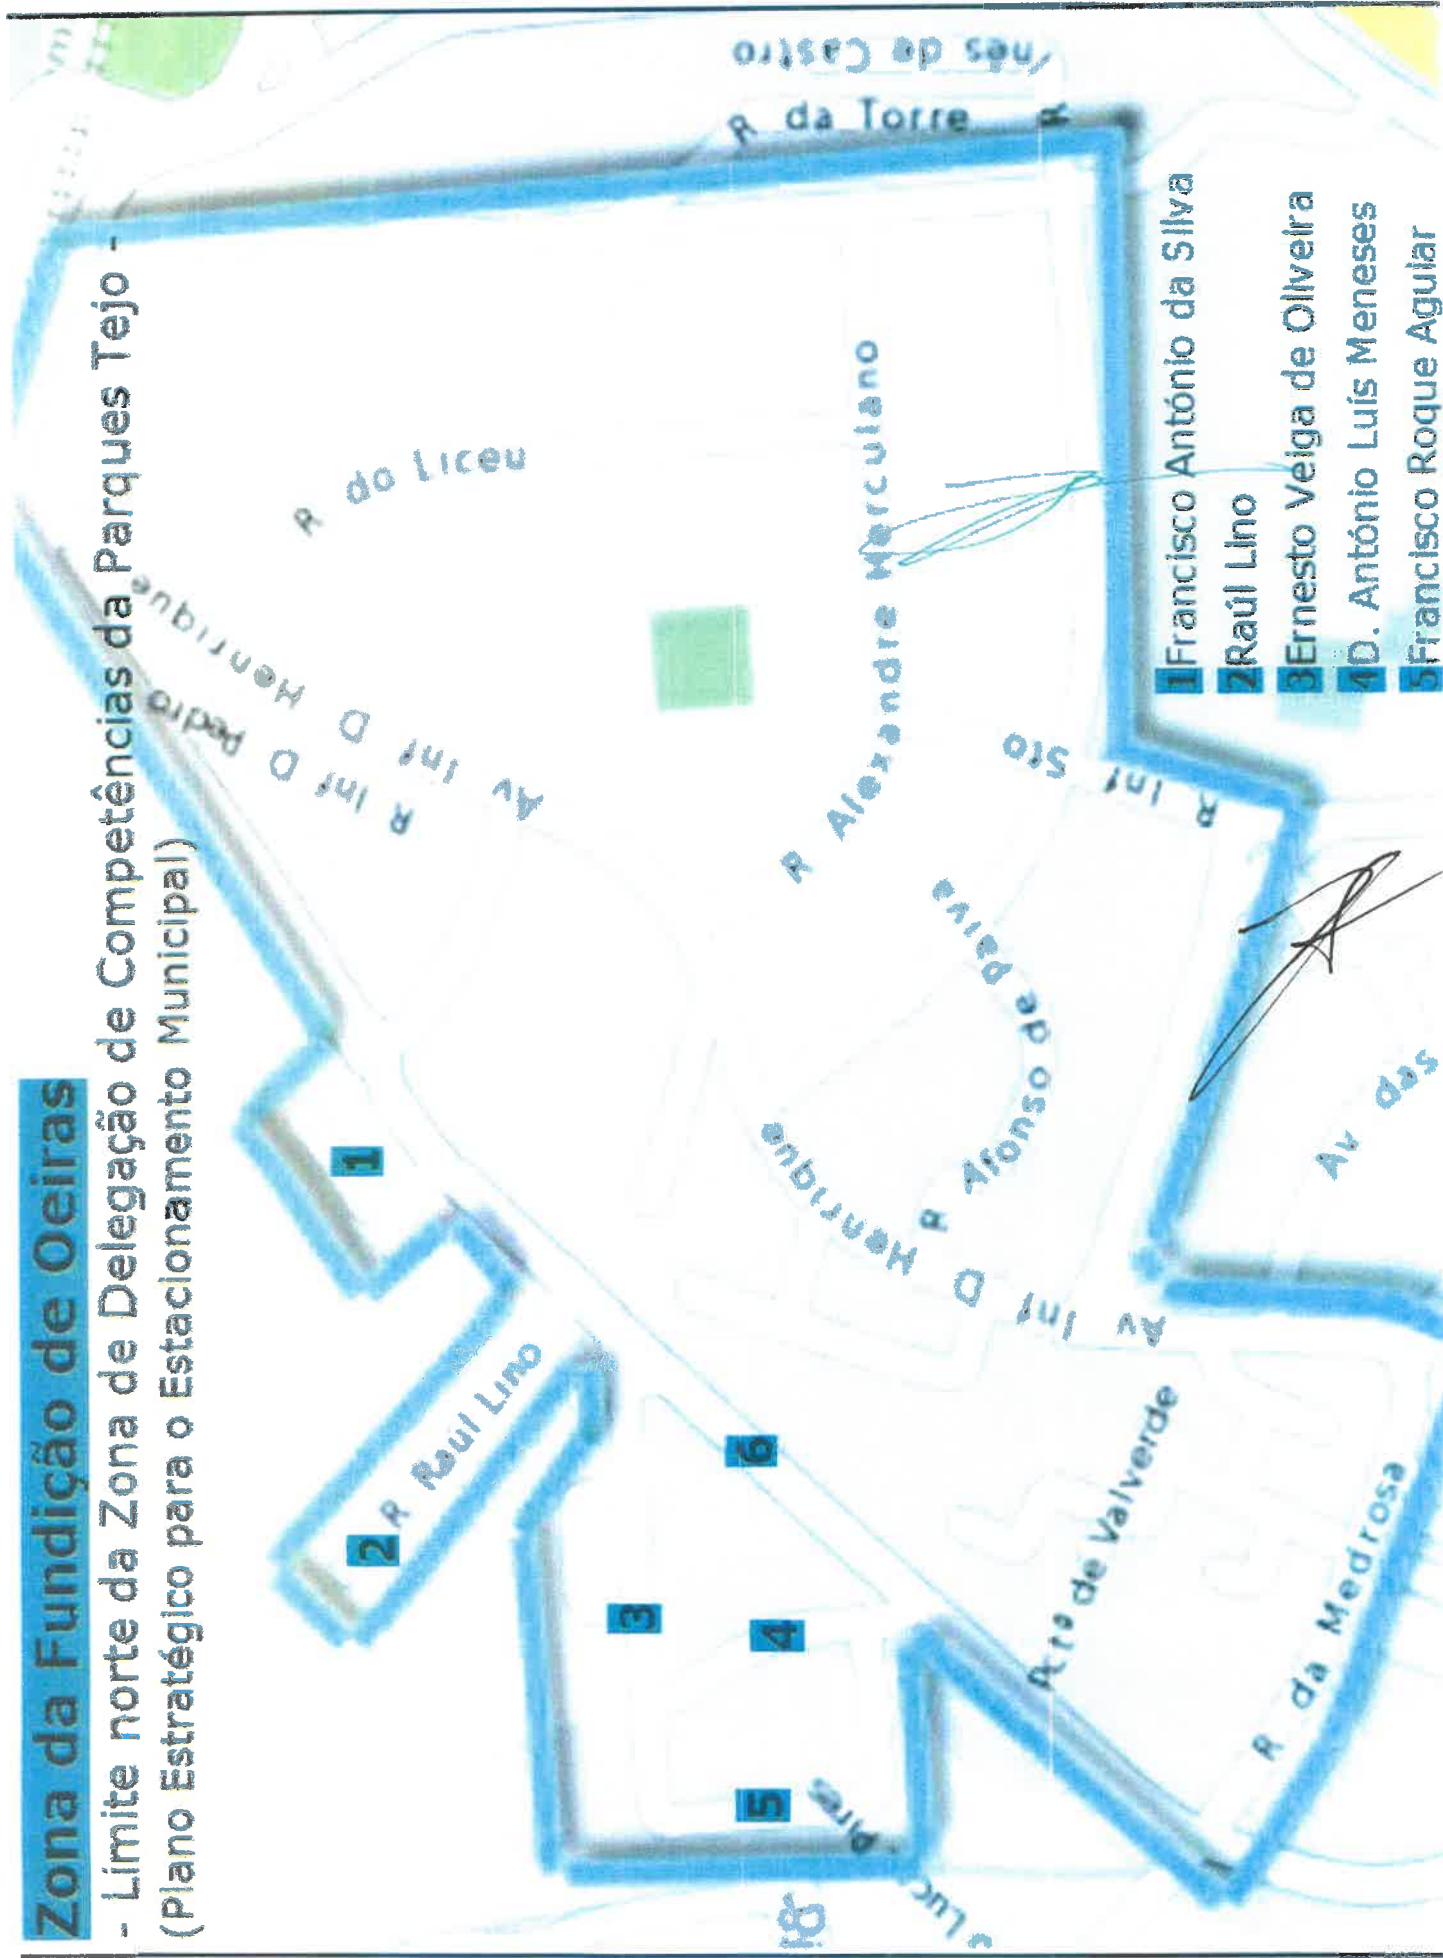 Zona da Fundição de Oeiras
- Limite norte da Zona de Delegação de Competências da Parques Tejo -
(Plano Estratégico para o Estacionamento Municipal)
1
2
R Raúl Lino
3
4
5
6
R Inf D Pedro
Av Inf D Henrique
R do Liceu
R da Torre
R Inês de Castro
R Alexandre Herculano
R Inf Sto
R Afonso de Paiva
Av Inf D Henrique
Pctª de Valverde
R da Medrosa
Av das
Pires
1 Francisco António da Silva
2 Raúl Lino
3 Ernesto Veiga de Oliveira
4 D. António Luís Meneses
5 Francisco Roque Aguiar